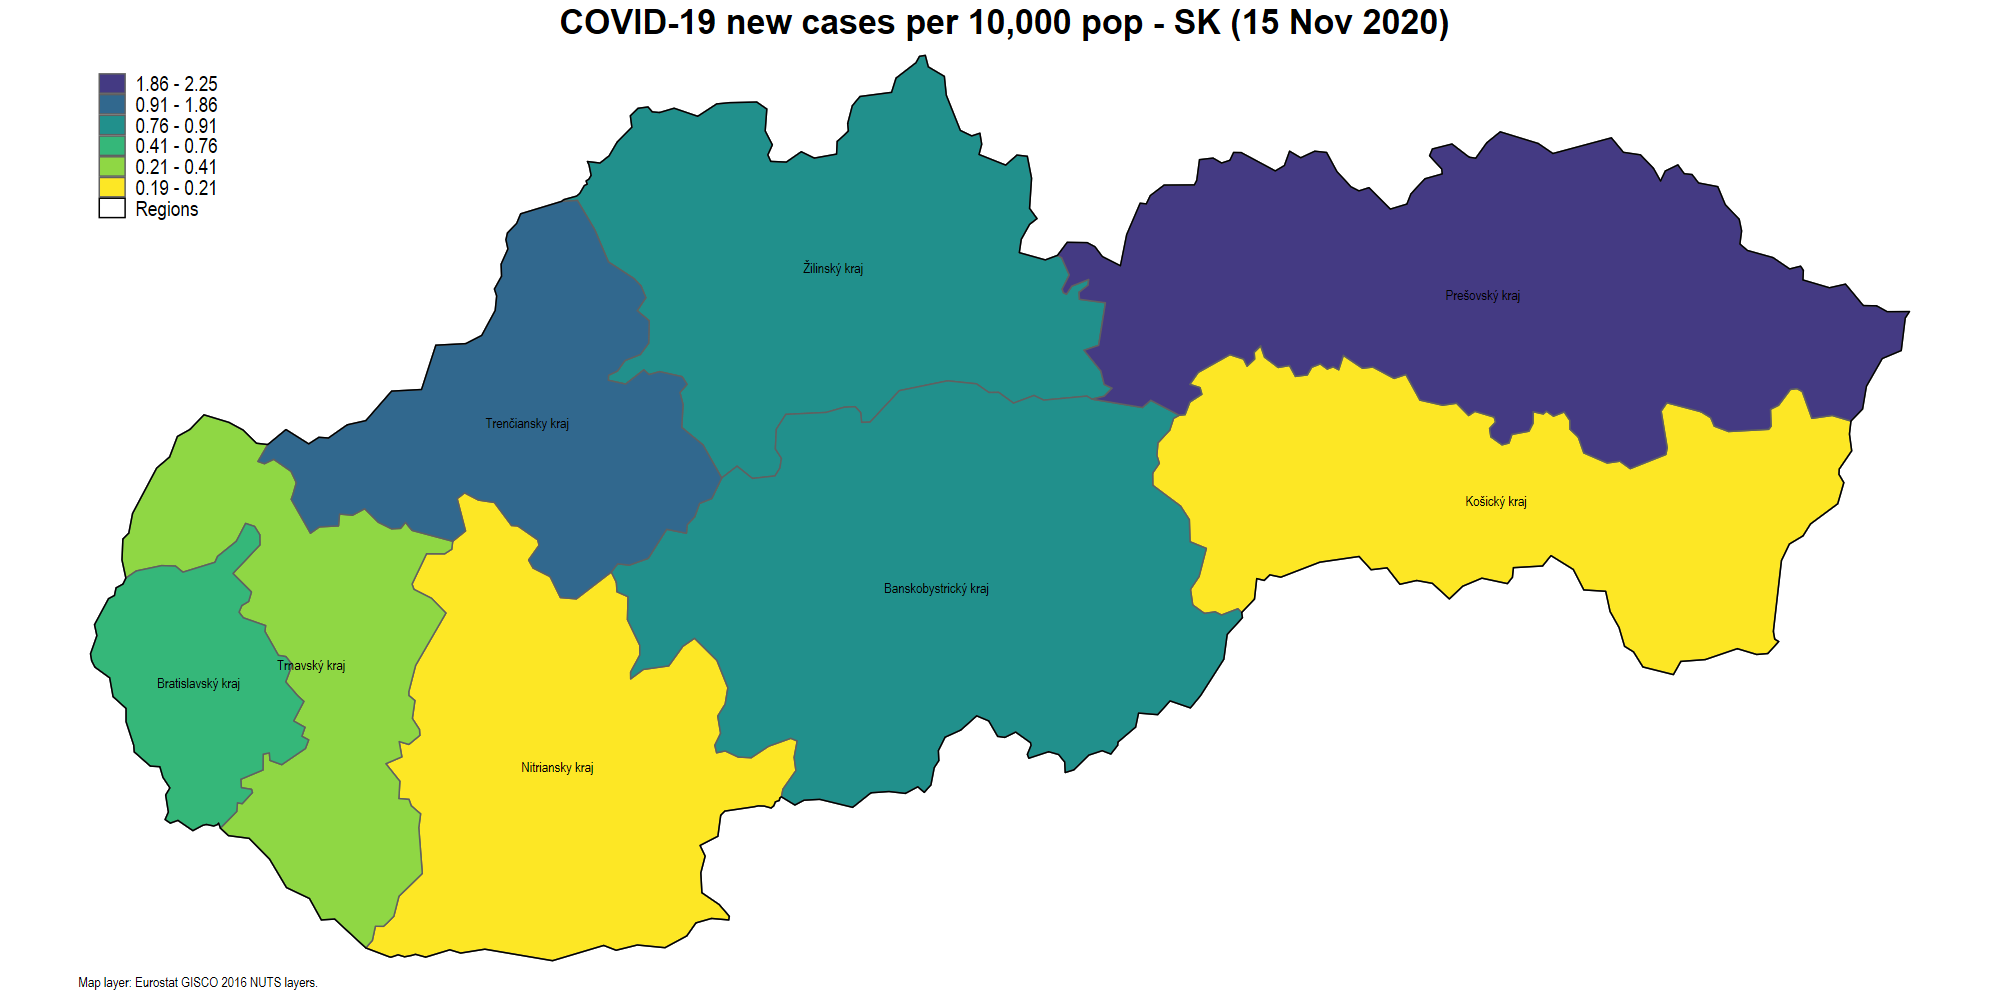 COVID-19 new cases per 10,000 pop - SK (15 Nov 2020)
1.86 - 2.25
0.91 - 1.86
0.76 - 0.91
0.41 - 0.76
0.21 - 0.41
0.19 - 0.21
Regions
Žilinský kraj
Prešovský kraj
Trenčiansky kraj
Košický kraj
Banskobystrický kraj
Trnavský kraj
Bratislavský kraj
Nitriansky kraj
Map layer: Eurostat GISCO 2016 NUTS layers.